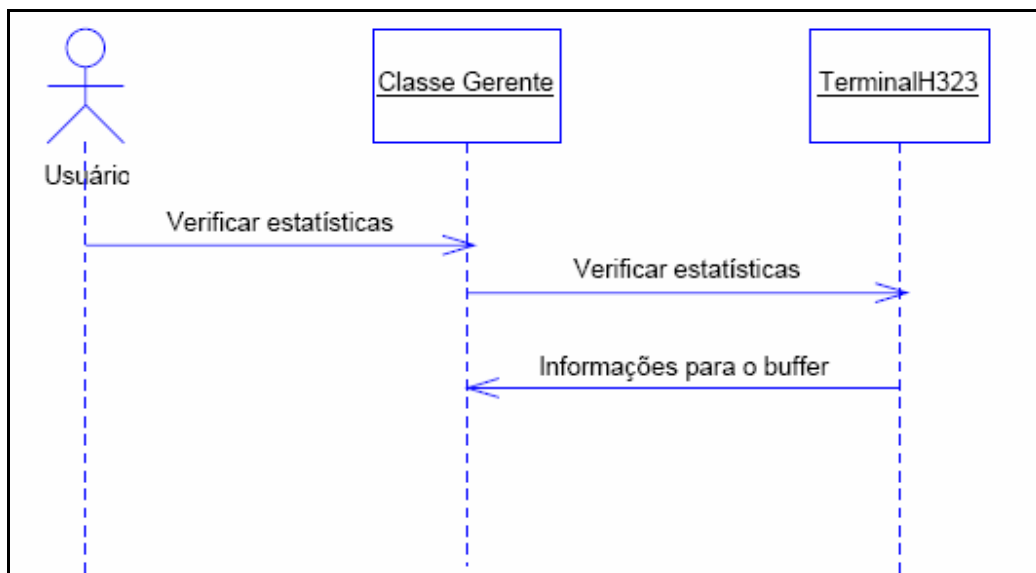 Classe Gerente
TerminalH323
Usuário
Verificar estatísticas
Verificar estatísticas
Informações para o buffer